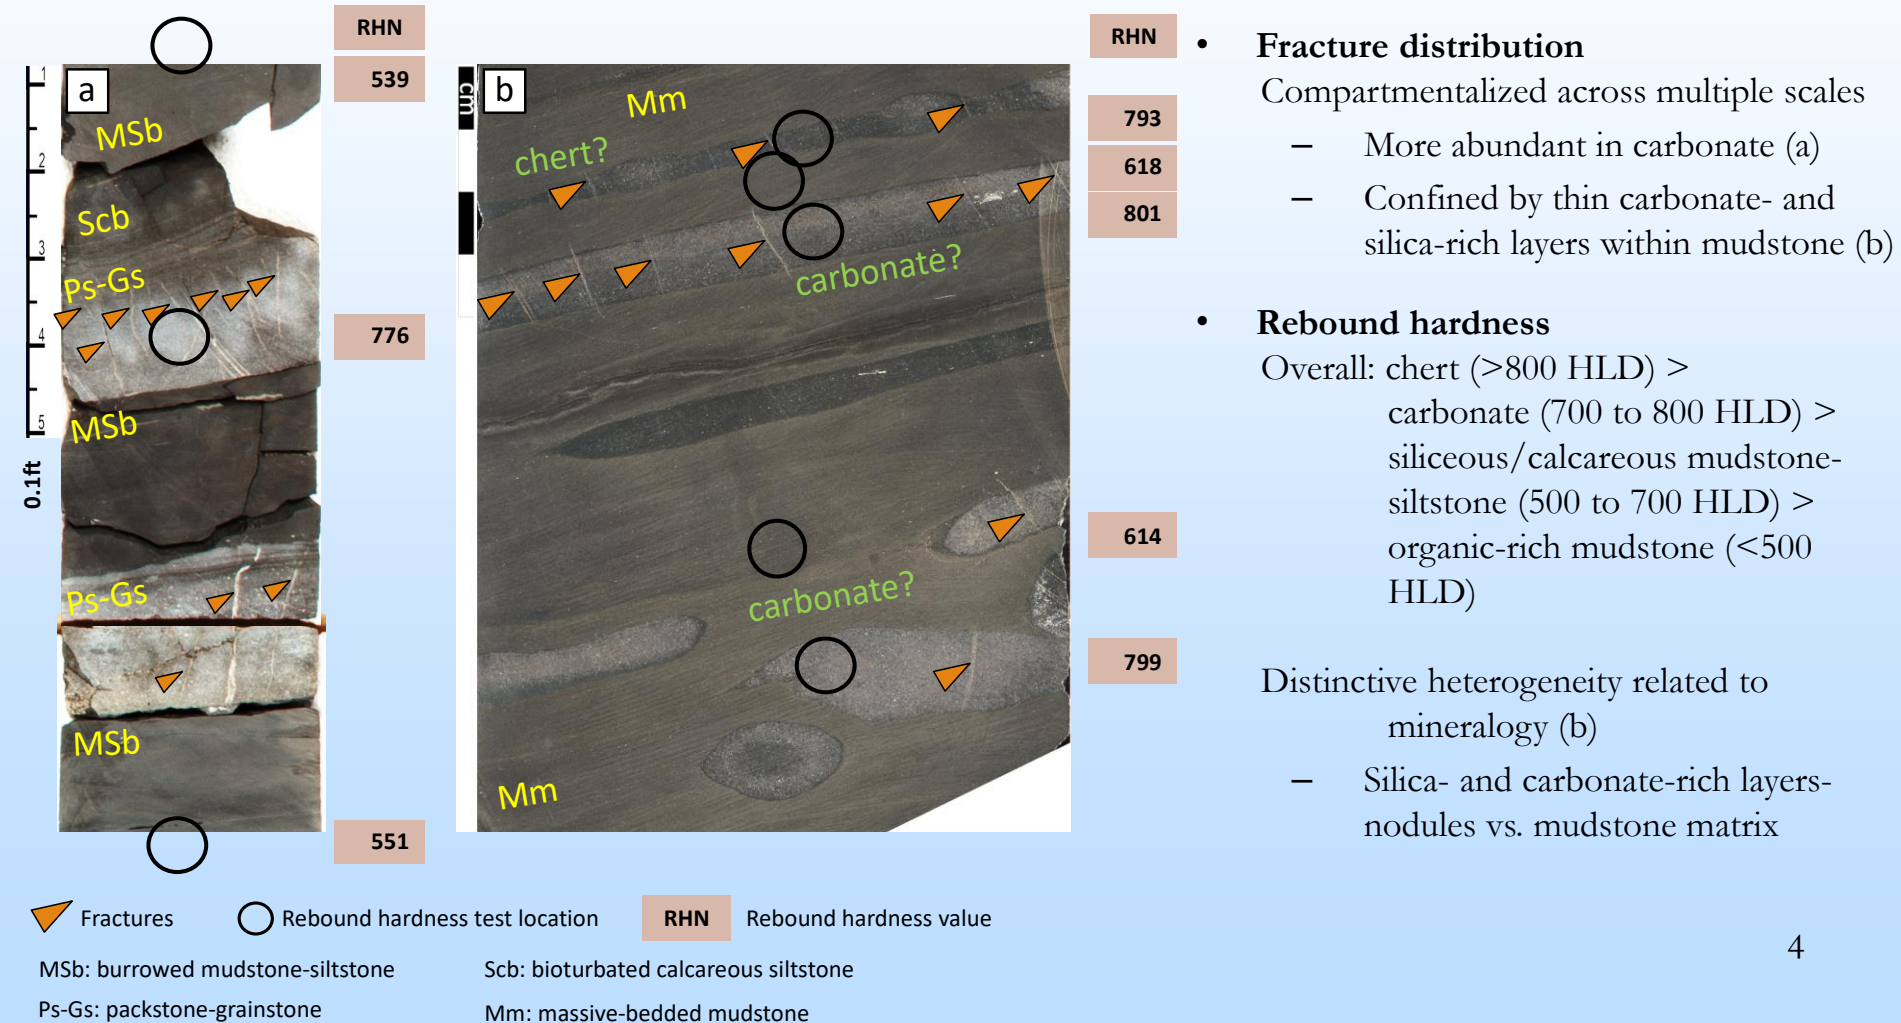 RHN
539
776
551
a
1
2
3
4
5
0.1ft
MSb
Scb
Ps-Gs
MSb
Ps-Gs
MSb
cm
b
Mm
chert?
carbonate?
carbonate?
Mm
RHN
793
618
801
614
799
• Fracture distribution
Compartmentalized across multiple scales
– More abundant in carbonate (a)
– Confined by thin carbonate- and
silica-rich layers within mudstone (b)
• Rebound hardness
Overall: chert (>800 HLD) >
carbonate (700 to 800 HLD) >
siliceous/calcareous mudstone-
siltstone (500 to 700 HLD) >
organic-rich mudstone (<500
HLD)
Distinctive heterogeneity related to
mineralogy (b)
– Silica- and carbonate-rich layers-
nodules vs. mudstone matrix
Fractures
Rebound hardness test location
RHN Rebound hardness value
MSb: burrowed mudstone-siltstone
Scb: bioturbated calcareous siltstone
Ps-Gs: packstone-grainstone
Mm: massive-bedded mudstone
4